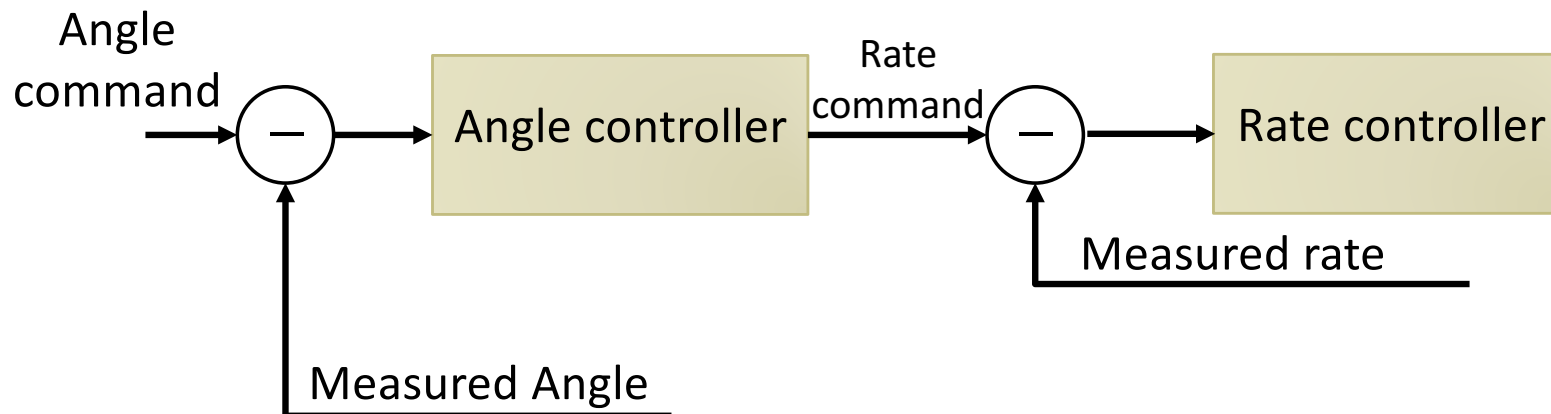 Angle
command
−
Angle controller
Rate
command
−
Rate controller
Measured rate
Measured Angle